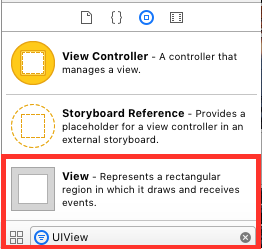 View Controller - A controller that
manages a view.
Storyboard Reference - Provides a
placeholder for a view controller in an
external storyboard.
View - Represents a rectangular
region in which it draws and receives
events.
UIView